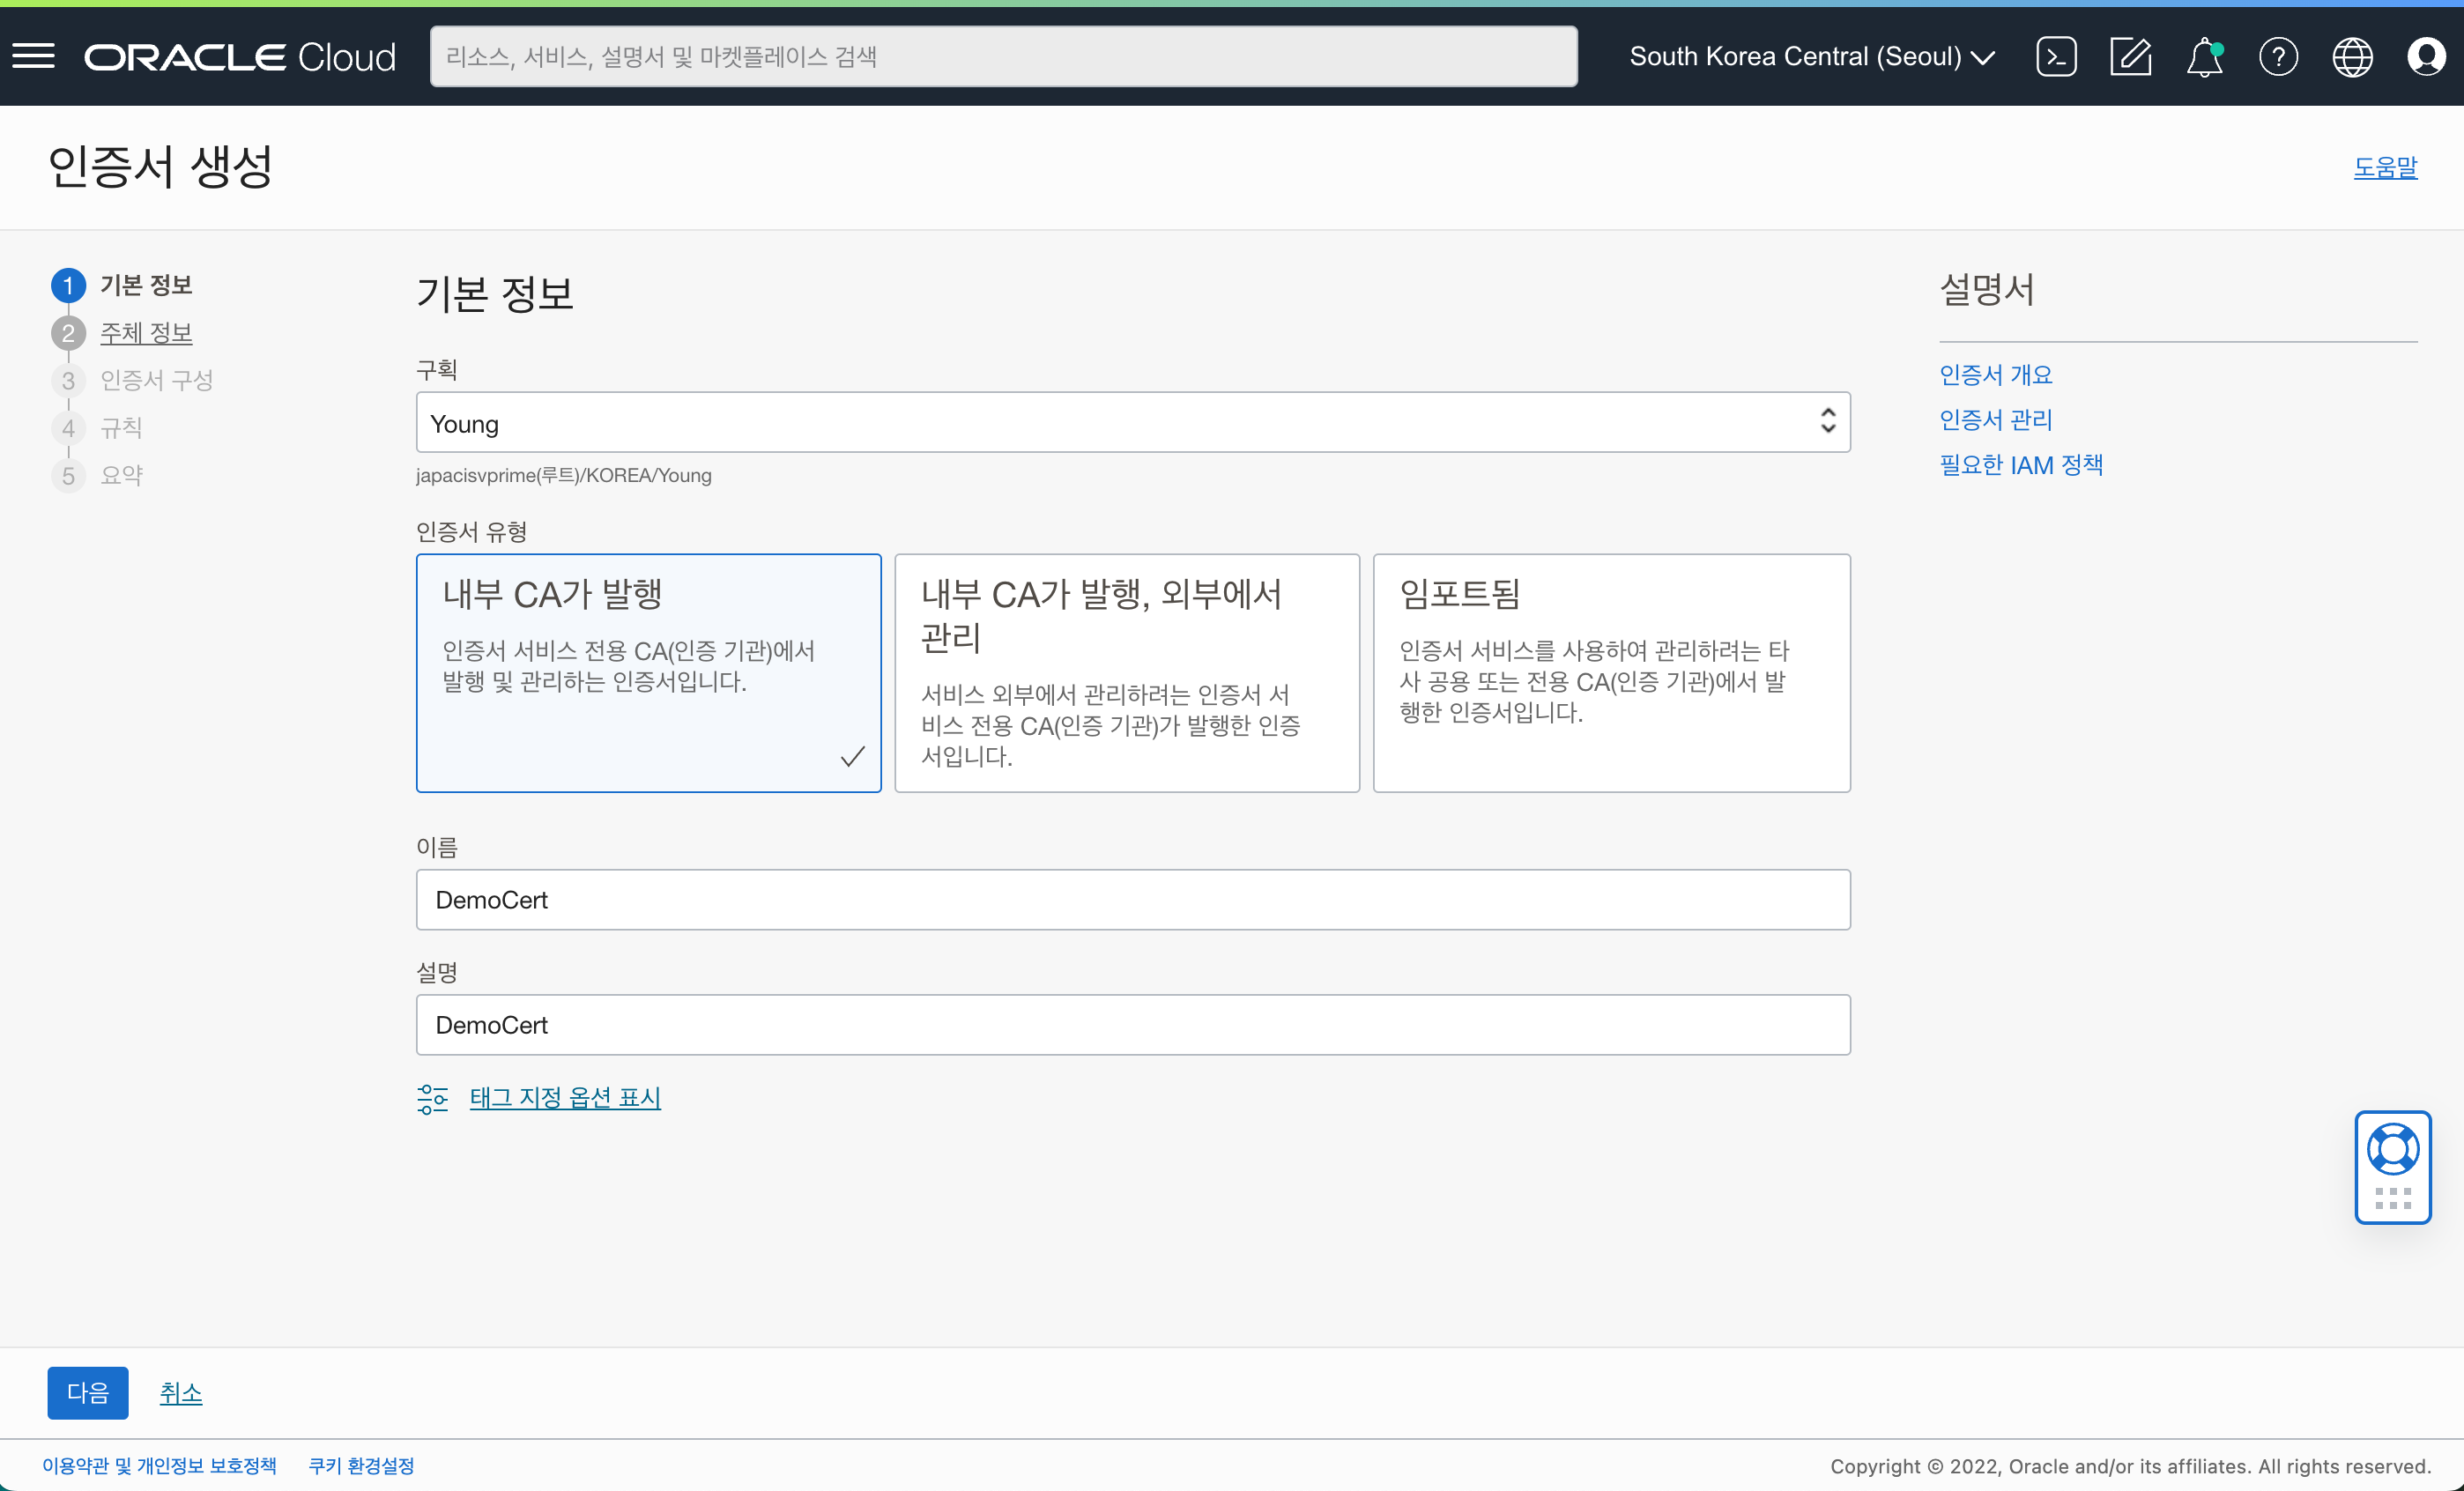 ORACLE Cloud
리소스, 서비스, 설명서 및 마켓플레이스 검색
South Korea Central (Seoul)
인증서 생성
도움말
1 기본 정보
2 주체 정보
3 인증서 구성
4 규칙
5 요약
기본 정보
구획
Young
japacisvprime(루트)/KOREA/Young
인증서 유형
내부 CA가 발행
인증서 서비스 전용 CA(인증 기관)에서
발행 및 관리하는 인증서입니다.
내부 CA가 발행, 외부에서
관리
서비스 외부에서 관리하려는 인증서 서
비스 전용 CA(인증 기관)가 발행한 인증
서입니다.
임포트됨
인증서 서비스를 사용하여 관리하려는 타
사 공용 또는 전용 CA(인증 기관)에서 발
행한 인증서입니다.
이름
DemoCert
설명
DemoCert
태그 지정 옵션 표시
설명서
인증서 개요
인증서 관리
필요한 IAM 정책
다음
취소
이용약관 및 개인정보 보호정책
쿠키 환경설정
Copyright © 2022, Oracle and/or its affiliates. All rights reserved.